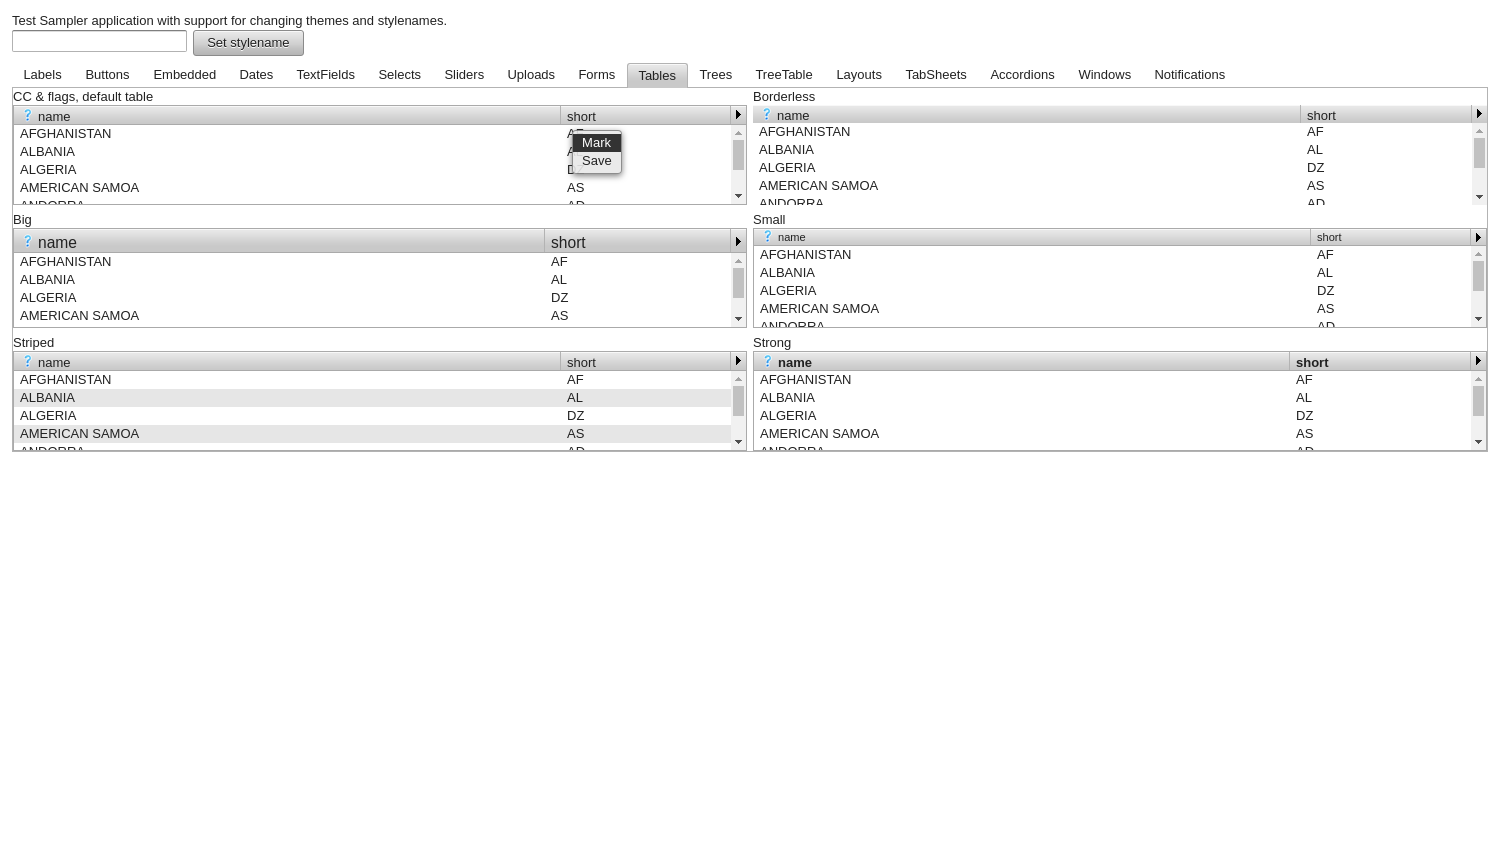 Test Sampler application with support for changing themes and stylenames.
Set stylename
Labels Buttons Embedded Dates TextFields Selects Sliders Uploads Forms Tables Trees TreeTable Layouts TabSheets Accordions Windows Notifications
CC & flags, default table
name short
AFGHANISTAN
ALBANIA
ALGERIA
AMERICAN SAMOA AS
ANDORRA AD
Mark
Save
Borderless
name short
AFGHANISTAN AF
ALBANIA AL
ALGERIA DZ
AMERICAN SAMOA AS
ANDORRA AD
Big
name short
AFGHANISTAN AF
ALBANIA AL
ALGERIA DZ
AMERICAN SAMOA AS
Small
name short
AFGHANISTAN AF
ALBANIA AL
ALGERIA DZ
AMERICAN SAMOA AS
ANDORRA AD
Striped
name short
AFGHANISTAN AF
ALBANIA AL
ALGERIA DZ
AMERICAN SAMOA AS
ANDORRA AD
Strong
name short
AFGHANISTAN AF
ALBANIA AL
ALGERIA DZ
AMERICAN SAMOA AS
ANDORRA AD